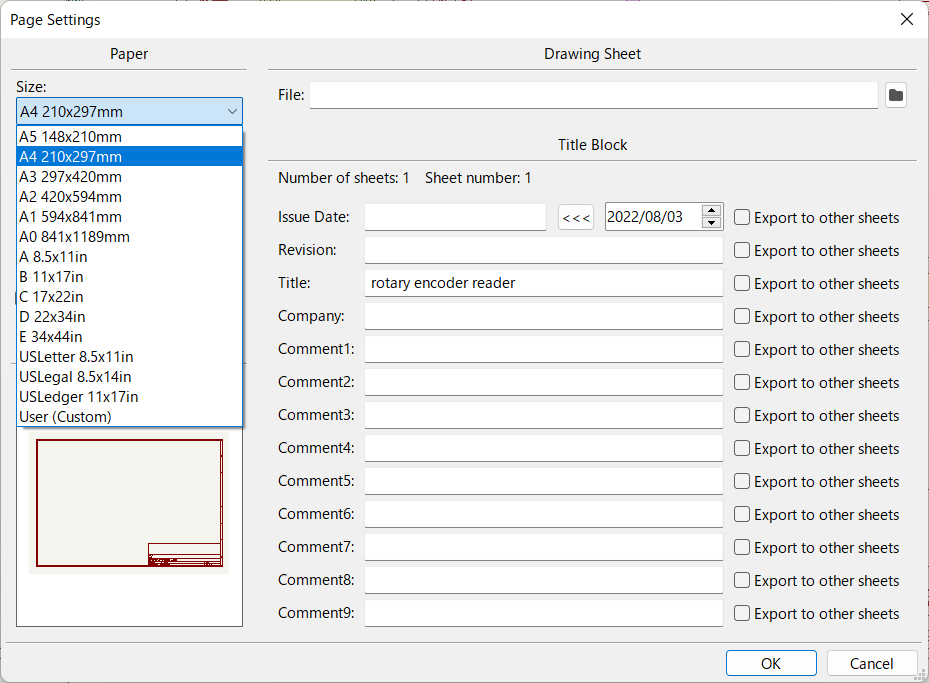 Page Settings
Paper
Size:
A4 210x297mm
A5 148x210mm
A4 210x297mm
A3 297x420mm
A2 420x594mm
A1 594x841mm
A0 841x1189mm
A 8.5x11in
B 11x17in
C 17x22in
D 22x34in
E 34x44in
USLetter 8.5x11in
USLegal 8.5x14in
USLedger 11x17in
User (Custom)
Drawing Sheet
File:
Title Block
Number of sheets: 1 Sheet number: 1
Issue Date: <<< 2022/08/03 Export to other sheets
Revision: Export to other sheets
Title: rotary encoder reader Export to other sheets
Company: Export to other sheets
Comment1: Export to other sheets
Comment2: Export to other sheets
Comment3: Export to other sheets
Comment4: Export to other sheets
Comment5: Export to other sheets
Comment6: Export to other sheets
Comment7: Export to other sheets
Comment8: Export to other sheets
Comment9: Export to other sheets
OK Cancel